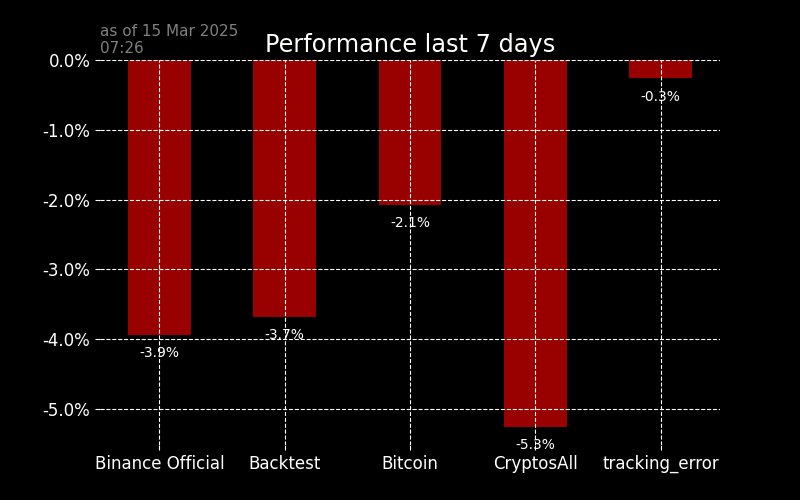 as of 15 Mar 2025
07:26
Performance last 7 days
0.0%
-1.0%
-2.0%
-3.0%
-4.0%
-5.0%
-3.9%
-3.7%
-2.1%
-5.3%
-0.3%
Binance Official
Backtest
Bitcoin
CryptosAll
tracking_error